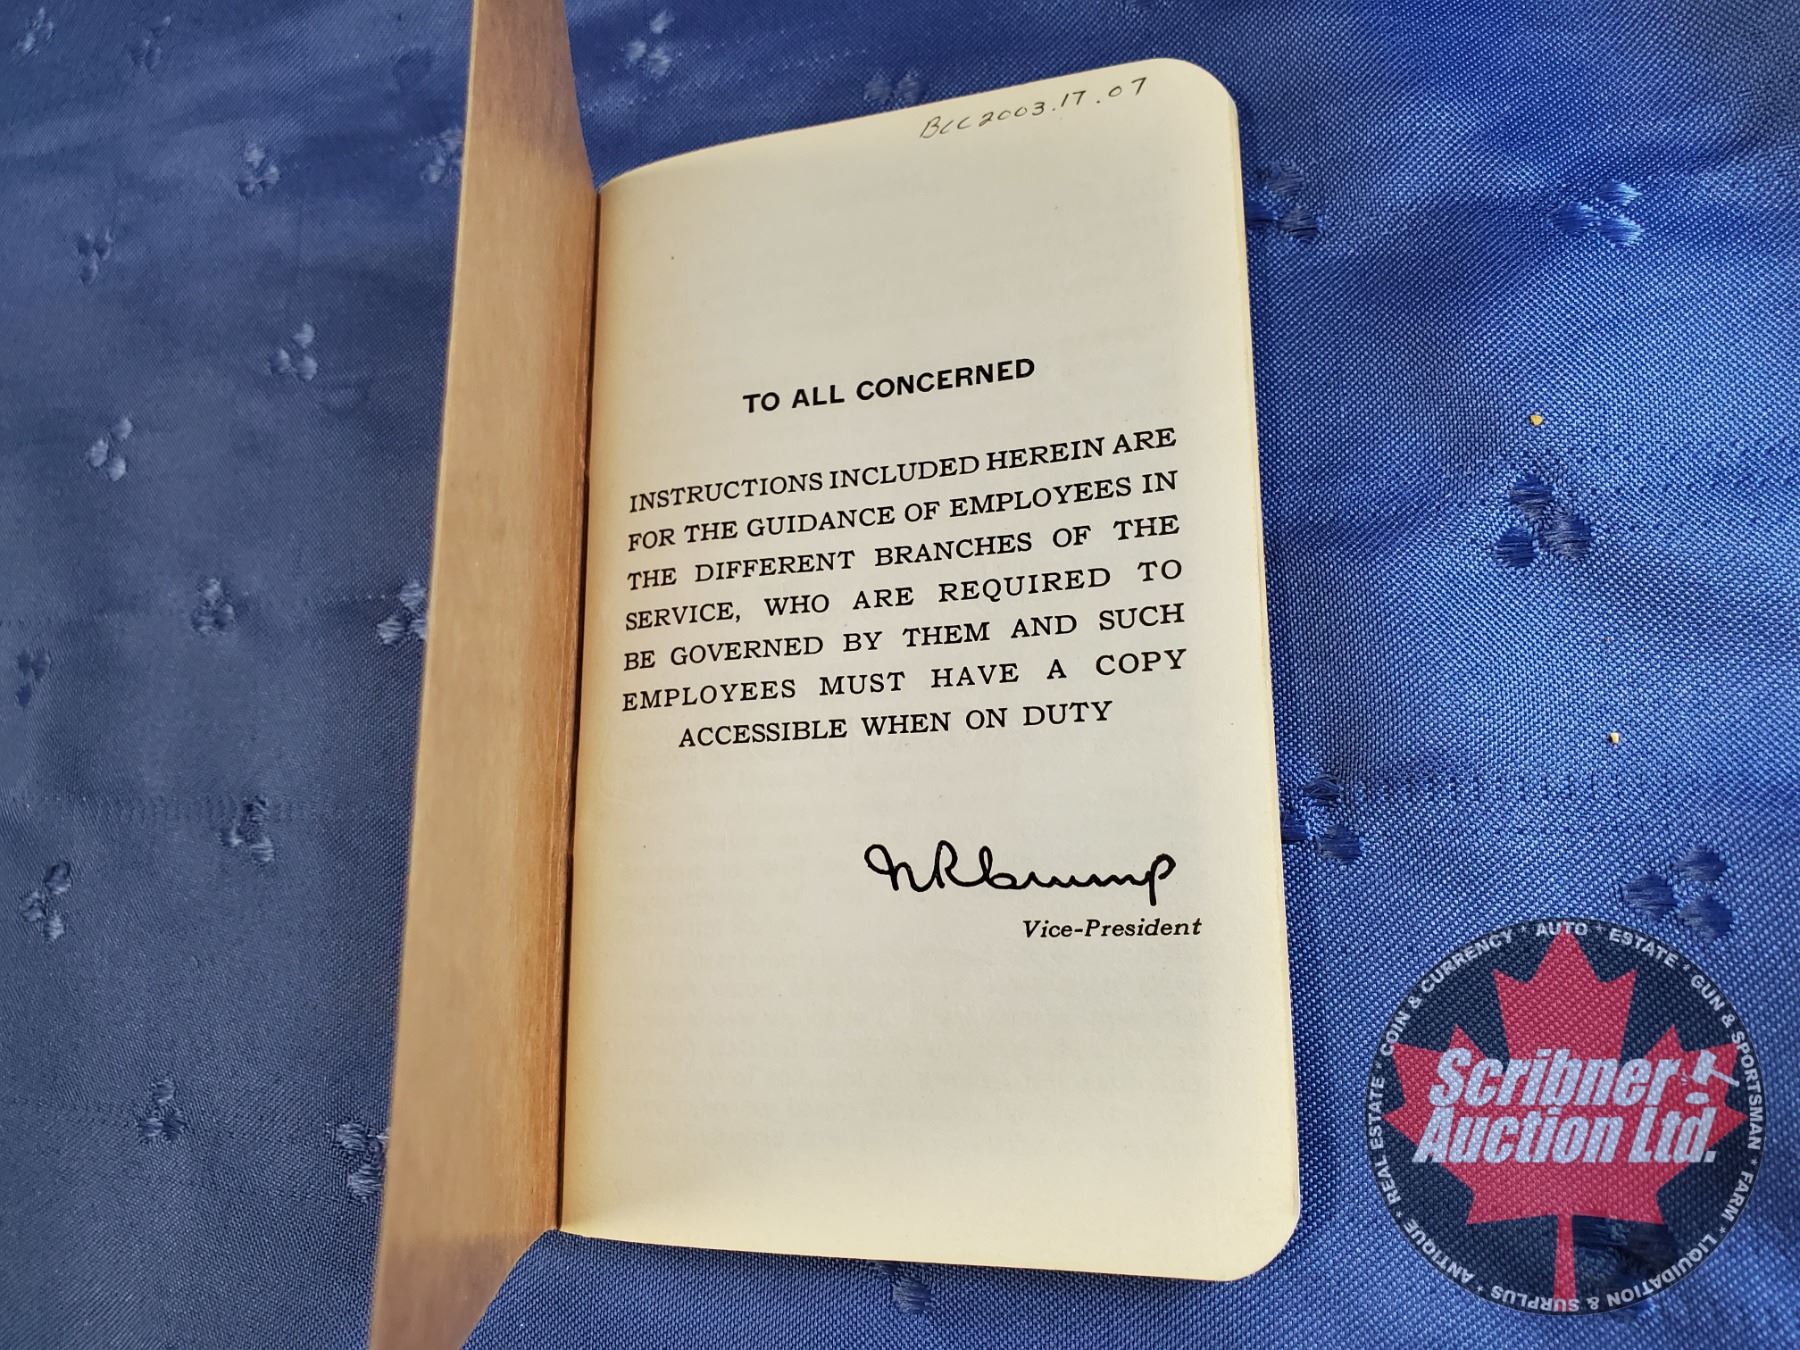 BCC2003.17.07
TO ALL CONCERNED
INSTRUCTIONS INCLUDED HEREIN ARE
FOR THE GUIDANCE OF EMPLOYEES IN
THE DIFFERENT BRANCHES OF THE
SERVICE, WHO ARE REQUIRED TO
BE GOVERNED BY THEM AND SUCH
EMPLOYEES MUST HAVE A COPY
ACCESSIBLE WHEN ON DUTY
NRCrump
Vice-President
REAL ESTATE * COIN & CURRENCY * AUTO * ESTATE * GUN & SPORTSMAN * FARM * LIQUIDATION & SURPLUS * ANTIQUE *
Scribner
Auction Ltd.